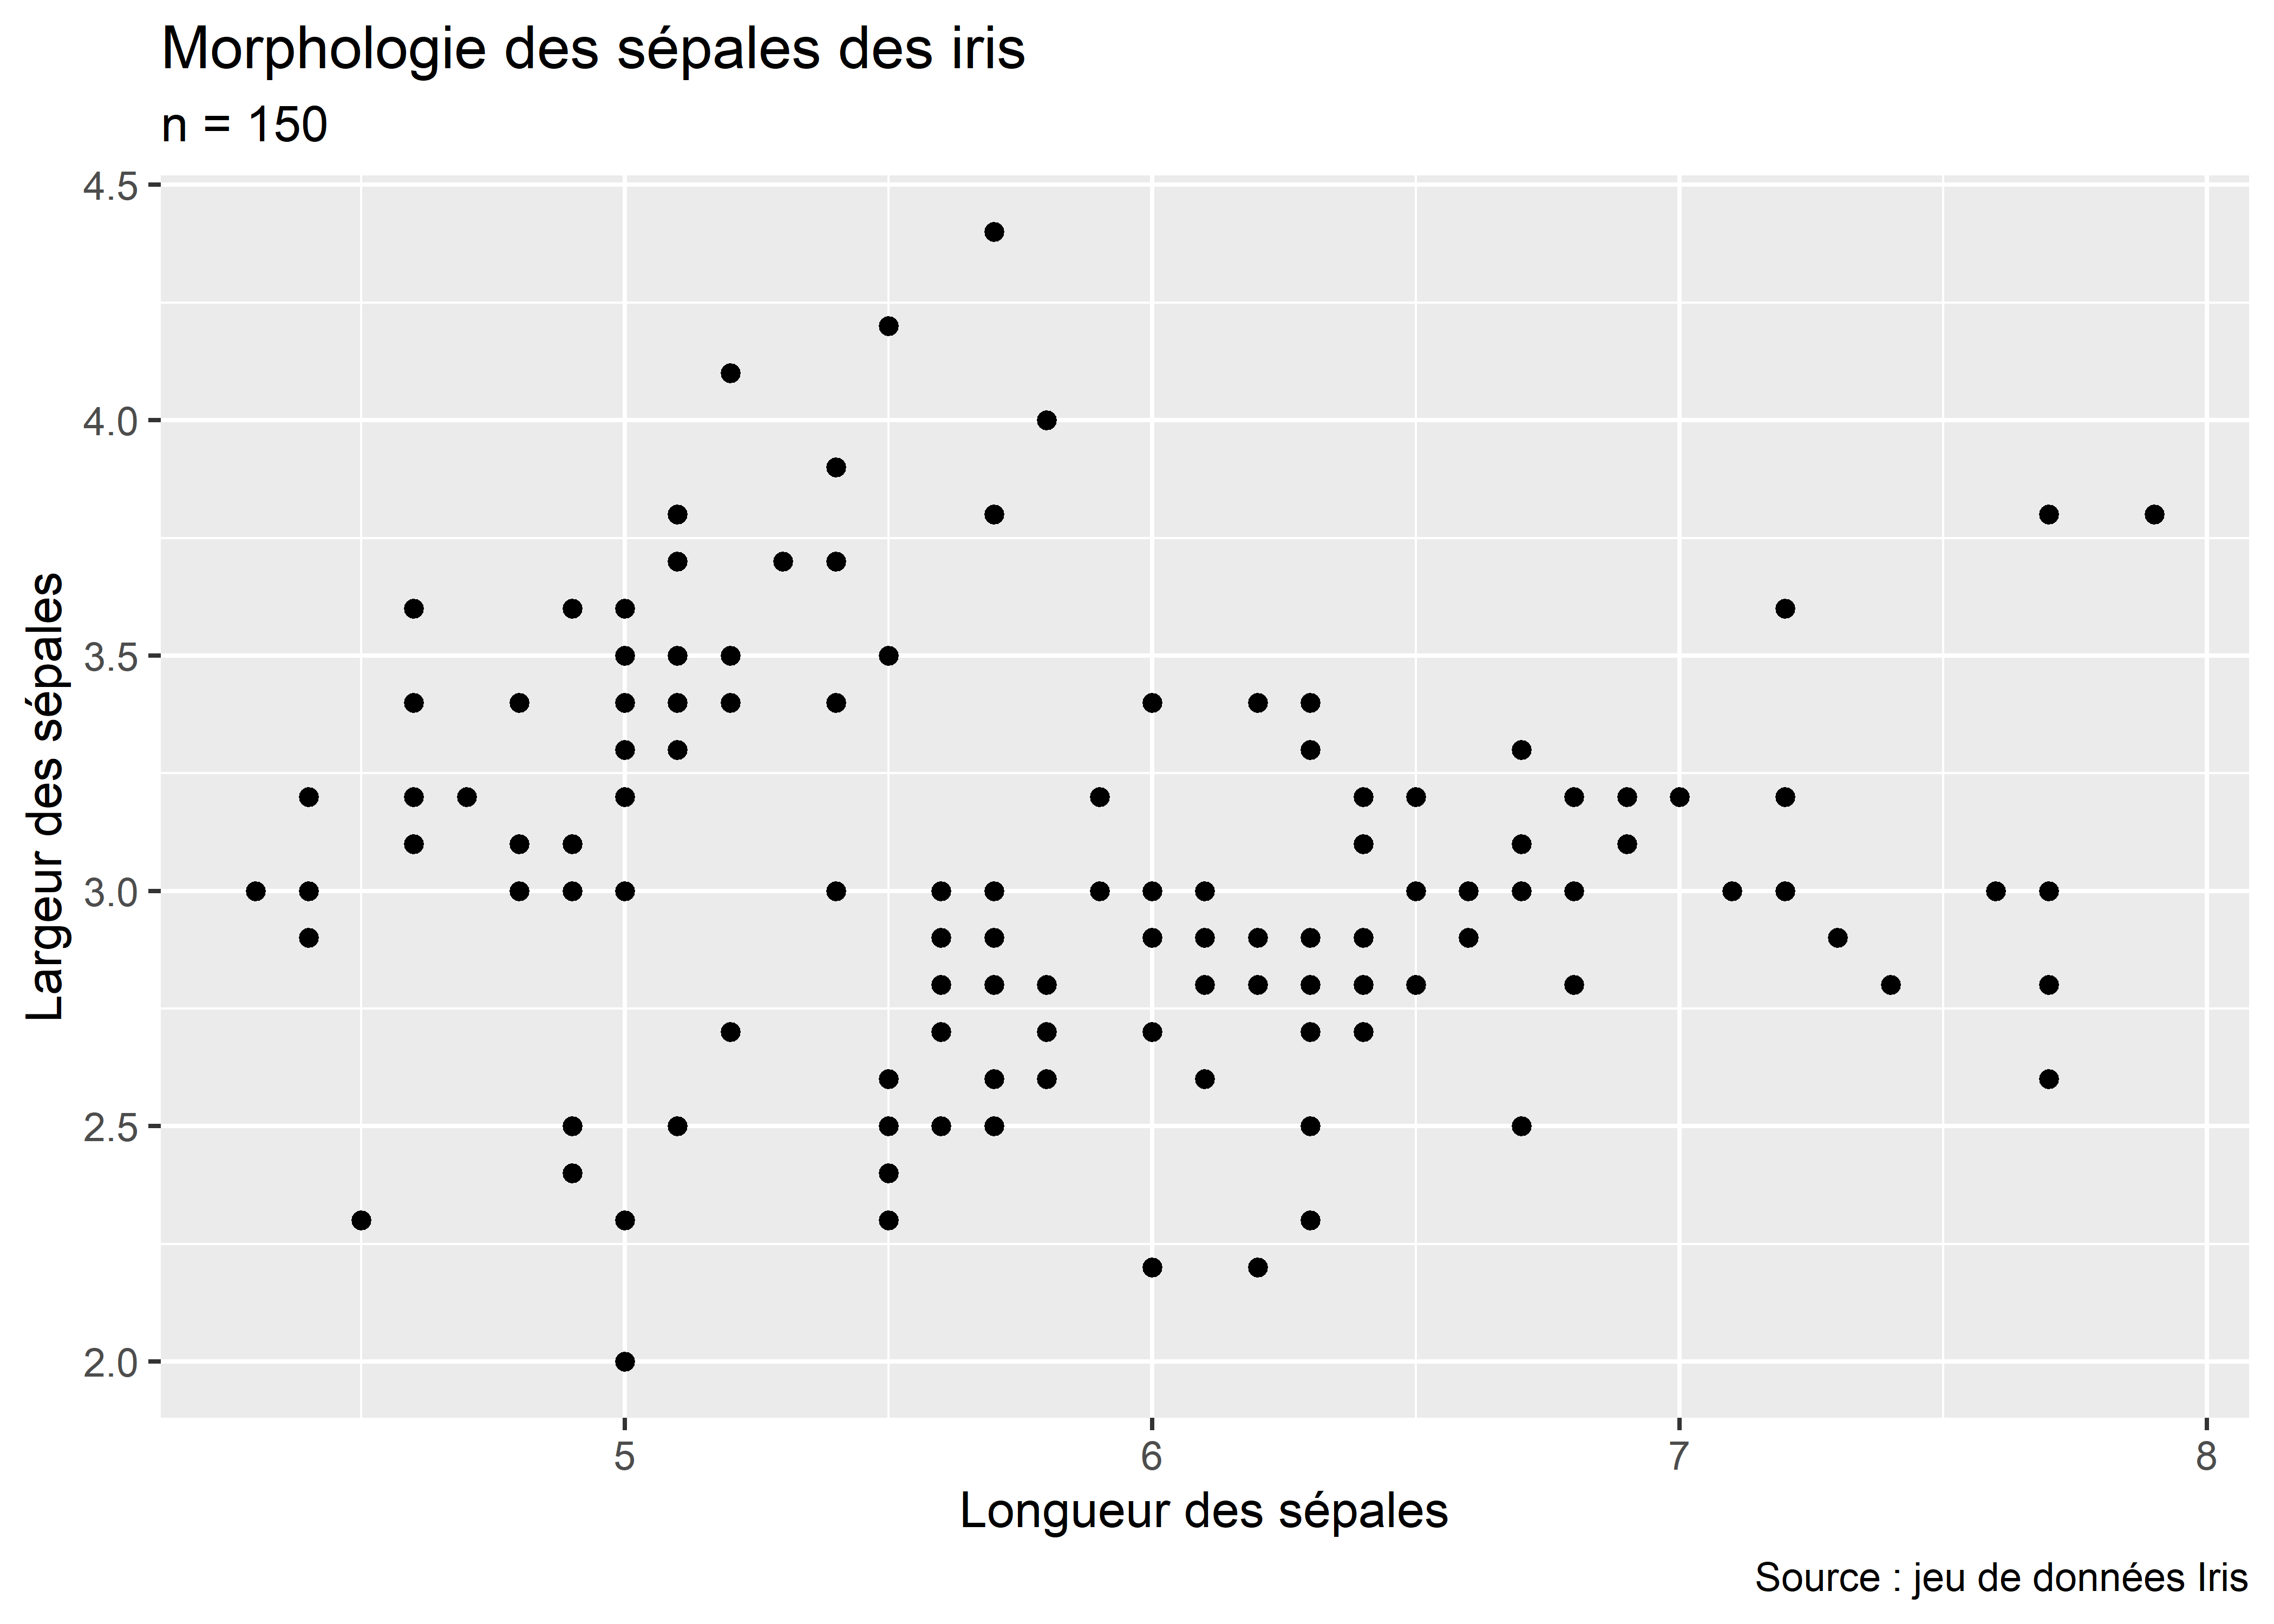 Morphologie des sépales des iris
n = 150
4.5
4.0
3.5
3.0
2.5
2.0
Largeur des sépales
5 6 7 8
Longueur des sépales
Source : jeu de données Iris